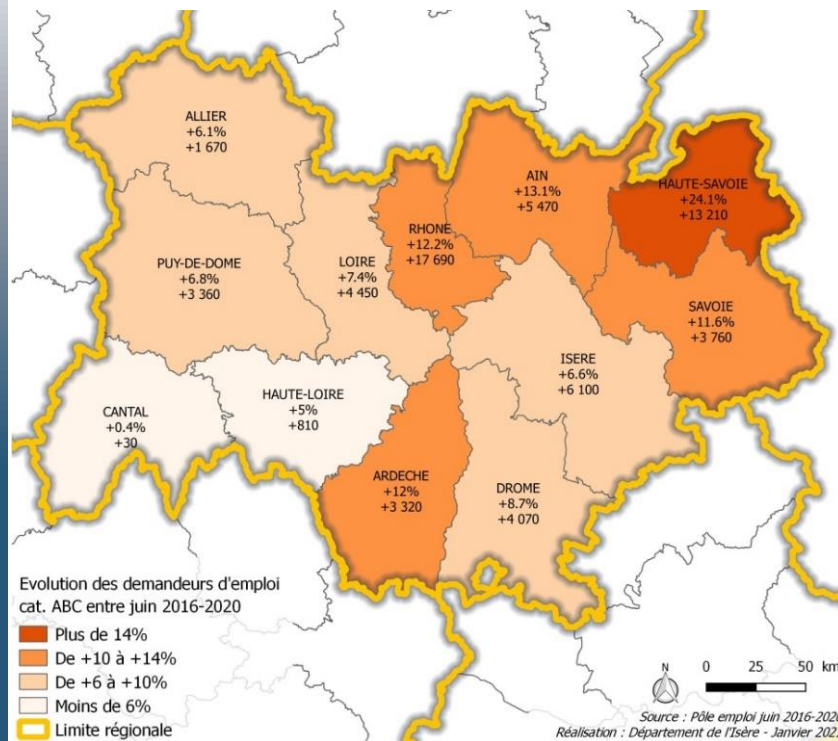 ALLIER
+6.1%
+1 670
AIN
+13.1%
+5 470
HAUTE-SAVOIE
+24.1%
+13 210
RHONE
+12.2%
+17 690
PUY-DE-DOME
+6.8%
+3 360
LOIRE
+7.4%
+4 450
SAVOIE
+11.6%
+3 760
ISERE
+6.6%
+6 100
HAUTE-LOIRE
+5%
+810
CANTAL
+0.4%
+30
ARDECHE
+12%
+3 320
DROME
+8.7%
+4 070
Evolution des demandeurs d'emploi
cat. ABC entre juin 2016-2020
Plus de 14%
De +10 à +14%
De +6 à +10%
Moins de 6%
Limite régionale
N
0 25 50 km
Source : Pôle emploi juin 2016-2020
Réalisation : Département de l'Isère - Janvier 202